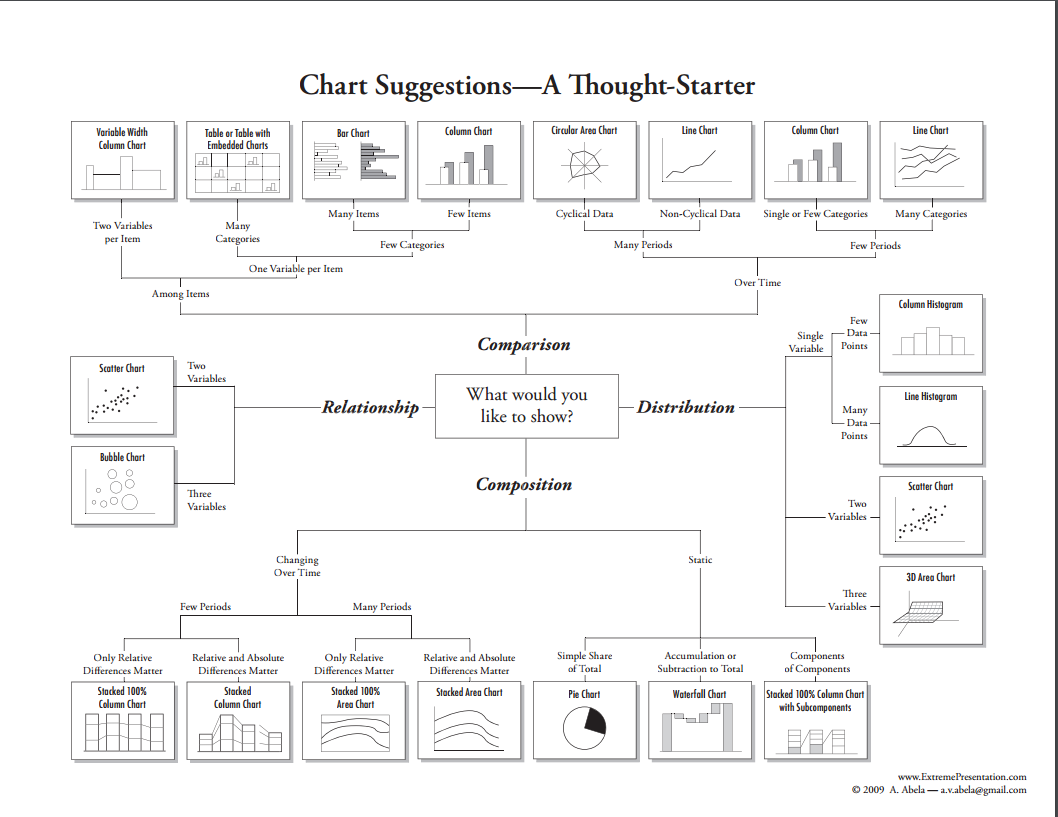 Chart Suggestions—A Thought-Starter
Variable Width
Column Chart
Table or Table with
Embedded Charts
Bar Chart
Column Chart
Circular Area Chart
Line Chart
Column Chart
Line Chart
Two Variables
per Item
Many
Categories
Many Items
Few Items
Cyclical Data
Non-Cyclical Data
Single or Few Categories
Many Categories
Few Categories
Many Periods
Few Periods
One Variable per Item
Over Time
Among Items
Comparison
What would you
like to show?
Relationship
Two
Variables
Scatter Chart
Bubble Chart
Three
Variables
Distribution
Single
Variable
Few
Data
Points
Column Histogram
Many
Data
Points
Line Histogram
Two
Variables
Scatter Chart
Three
Variables
3D Area Chart
Composition
Changing
Over Time
Static
Few Periods
Many Periods
Only Relative
Differences Matter
Relative and Absolute
Differences Matter
Only Relative
Differences Matter
Relative and Absolute
Differences Matter
Simple Share
of Total
Accumulation or
Subtraction to Total
Components
of Components
Stacked 100%
Column Chart
Stacked
Column Chart
Stacked 100%
Area Chart
Stacked Area Chart
Pie Chart
Waterfall Chart
Stacked 100% Column Chart
with Subcomponents
www.ExtremePresentation.com
© 2009 A. Abela — a.v.abela@gmail.com